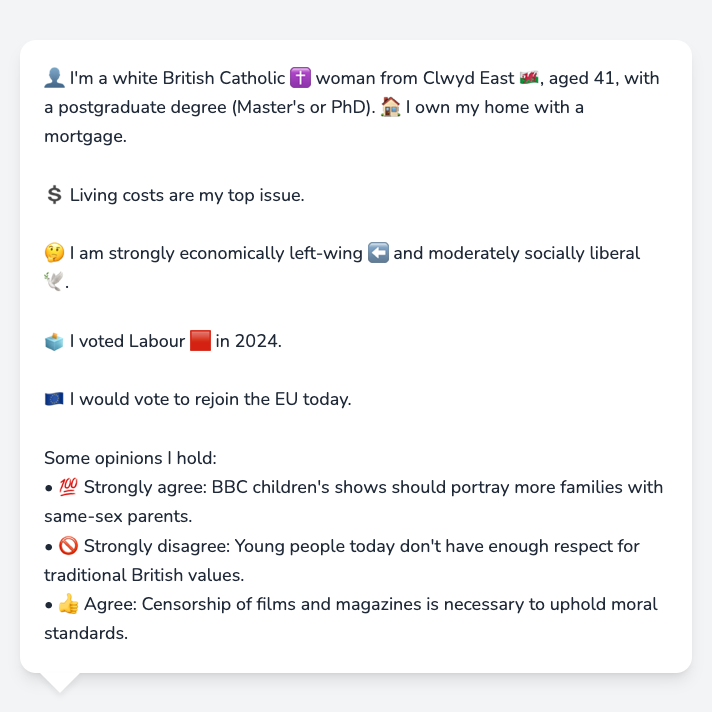 👤 I'm a white British Catholic ✝️ woman from Clwyd East 🏴󠁧󠁢󠁷󠁬󠁳󠁿, aged 41, with
a postgraduate degree (Master's or PhD). 🏠 I own my home with a
mortgage.
💲 Living costs are my top issue.
🤔 I am strongly economically left-wing ⬅️ and moderately socially liberal
🕊️.
🗳️ I voted Labour 🟥 in 2024.
🇪🇺 I would vote to rejoin the EU today.
Some opinions I hold:
• 💯 Strongly agree: BBC children's shows should portray more families with
same-sex parents.
• 🚫 Strongly disagree: Young people today don't have enough respect for
traditional British values.
• 👍 Agree: Censorship of films and magazines is necessary to uphold moral
standards.